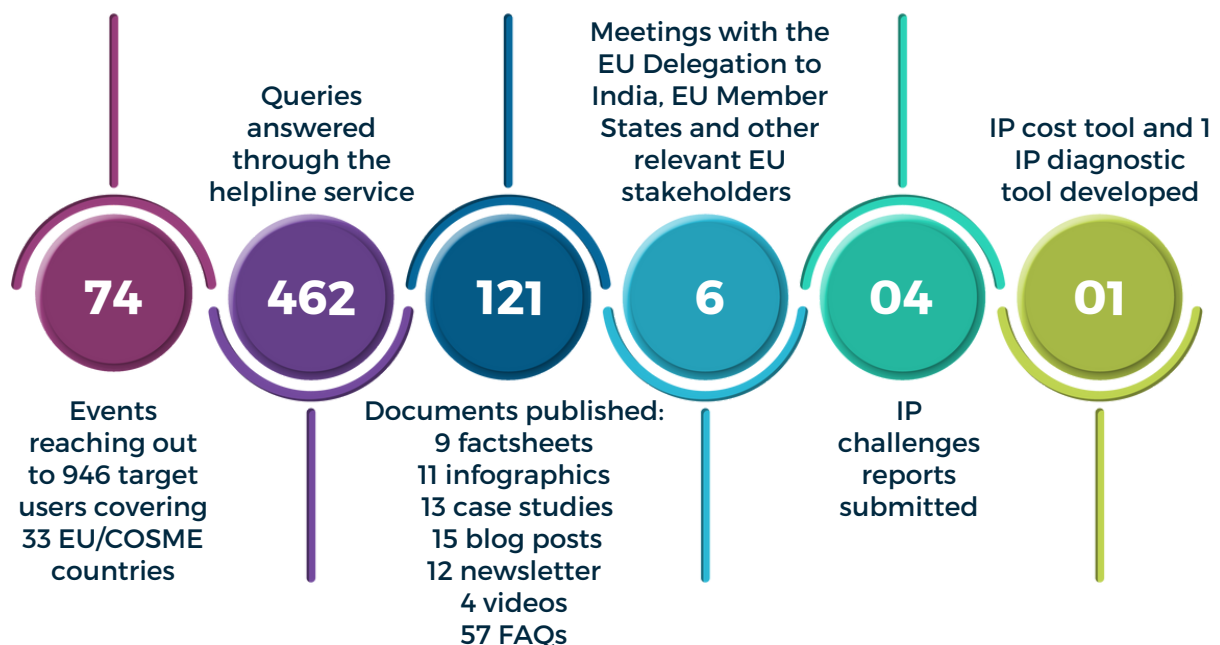 74
Events
reaching out
to 946 target
users covering
33 EU/COSME
countries
Queries
answered
through the
helpline service
462
121
Documents published:
9 factsheets
11 infographics
13 case studies
15 blog posts
12 newsletter
4 videos
57 FAQs
Meetings with the
EU Delegation to
India, EU Member
States and other
relevant EU
stakeholders
6
04
IP
challenges
reports
submitted
IP cost tool and 1
IP diagnostic
tool developed
01